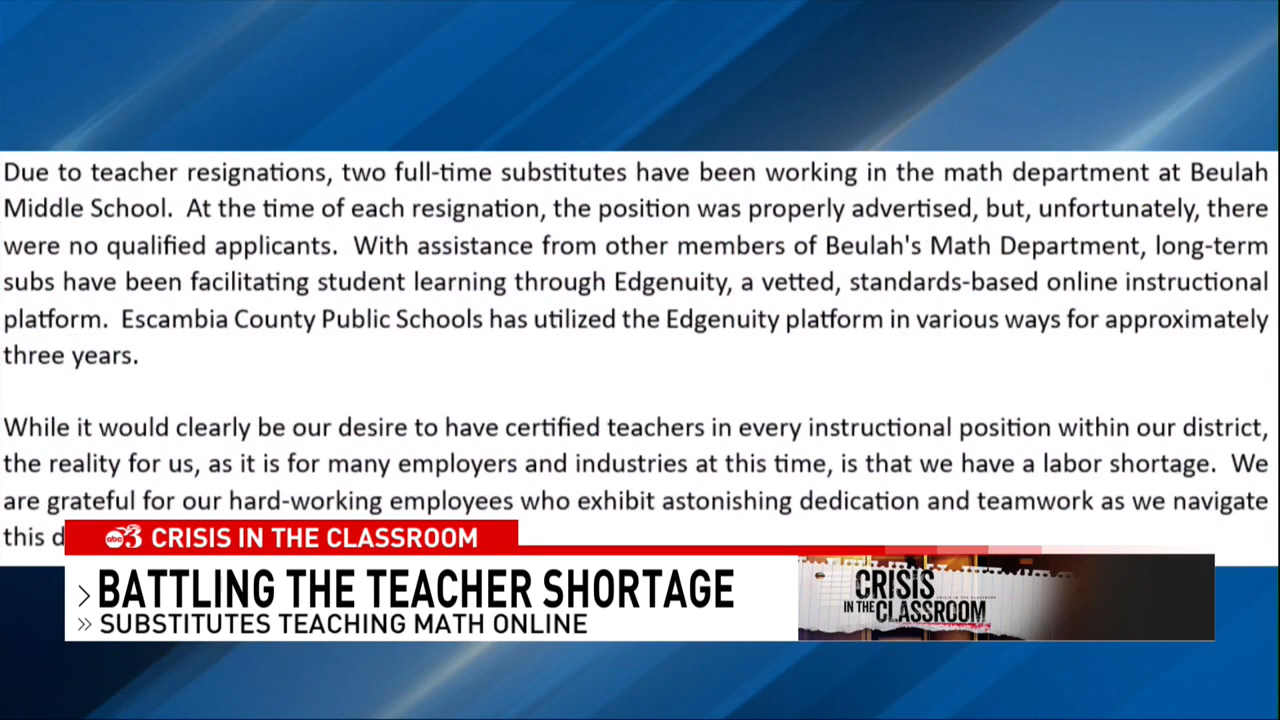 Due to teacher resignations, two full-time substitutes have been working in the math department at Beulah
Middle School. At the time of each resignation, the position was properly advertised, but, unfortunately, there
were no qualified applicants. With assistance from other members of Beulah's Math Department, long-term
subs have been facilitating student learning through Edgenuity, a vetted, standards-based online instructional
platform. Escambia County Public Schools has utilized the Edgenuity platform in various ways for approximately
three years.
While it would clearly be our desire to have certified teachers in every instructional position within our district,
the reality for us, as it is for many employers and industries at this time, is that we have a labor shortage. We
are grateful for our hard-working employees who exhibit astonishing dedication and teamwork as we navigate
this
abc 3 CRISIS IN THE CLASSROOM
> BATTLING THE TEACHER SHORTAGE
» SUBSTITUTES TEACHING MATH ONLINE
CRISIS
IN THE CLASSROOM